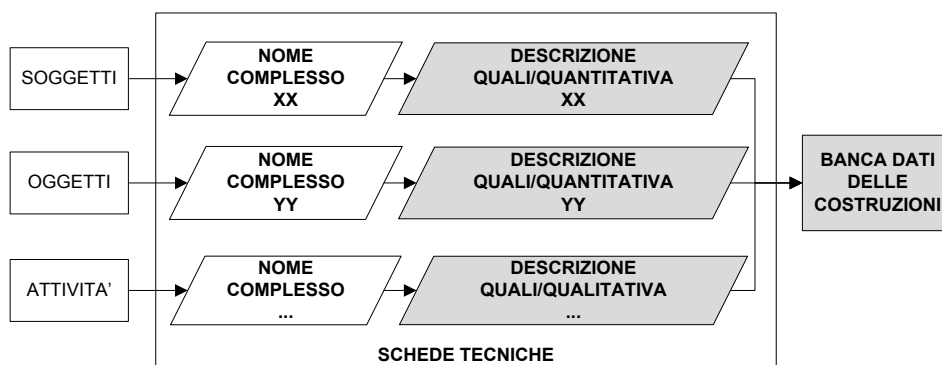 SOGGETTI
NOME
COMPLESSO
XX
DESCRIZIONE
QUALI/QUANTITATIVA
XX
OGGETTI
NOME
COMPLESSO
YY
DESCRIZIONE
QUALI/QUANTITATIVA
YY
BANCA DATI
DELLE
COSTRUZIONI
ATTIVITA'
NOME
COMPLESSO
...
DESCRIZIONE
QUALI/QUALITATIVA
...
SCHEDE TECNICHE